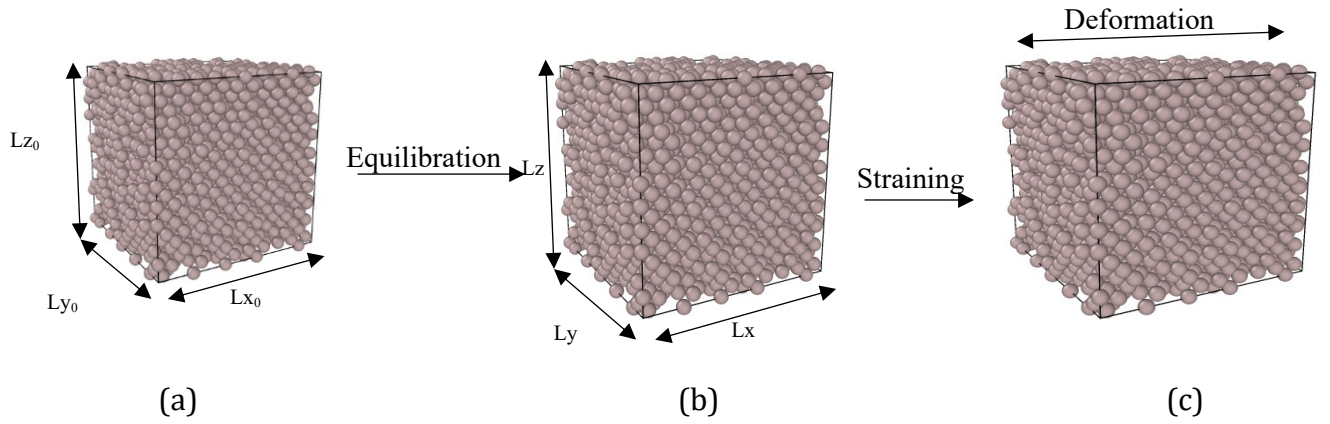 Deformation
Lz₀
Equilibration
Lz
Straining
Ly₀
Lx₀
Ly
Lx
(a)
(b)
(c)